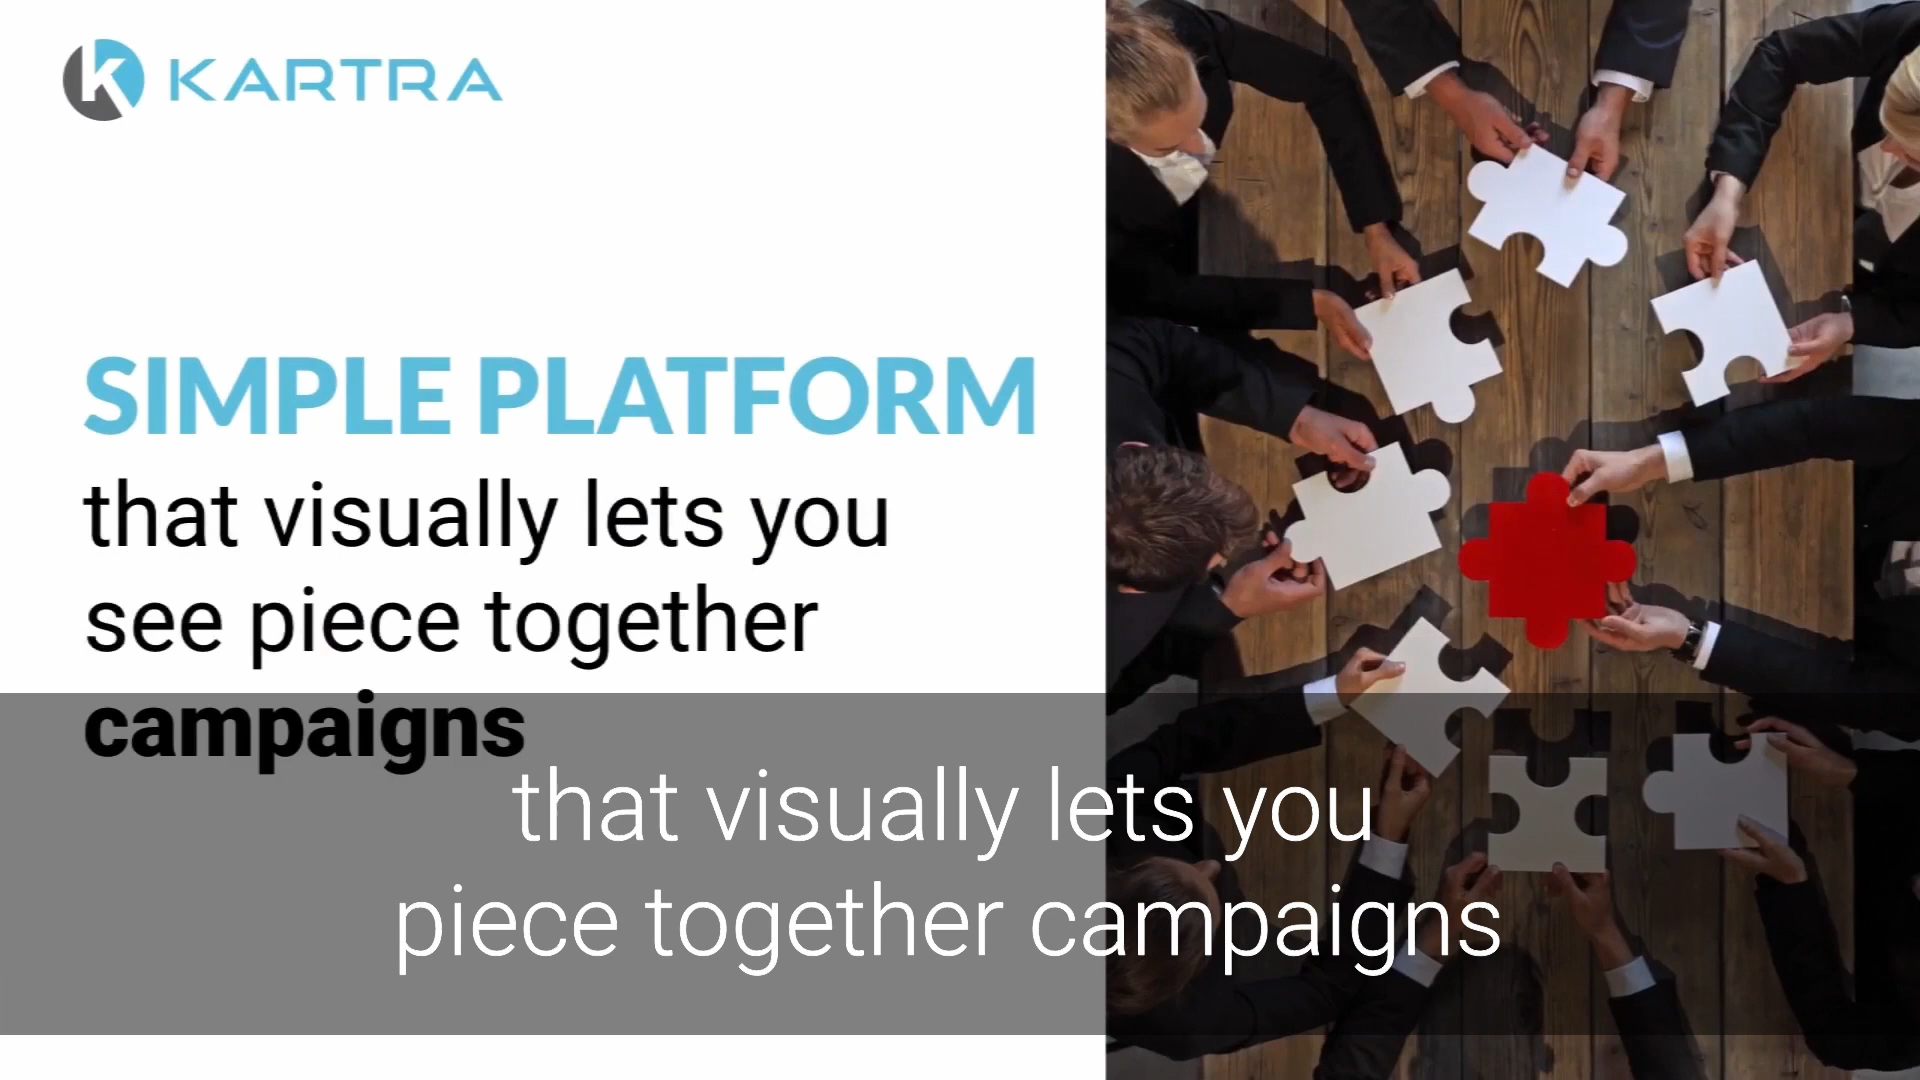 KARTRA
SIMPLE PLATFORM
that visually lets you
see piece together
campaigns
that visually lets you
piece together campaigns